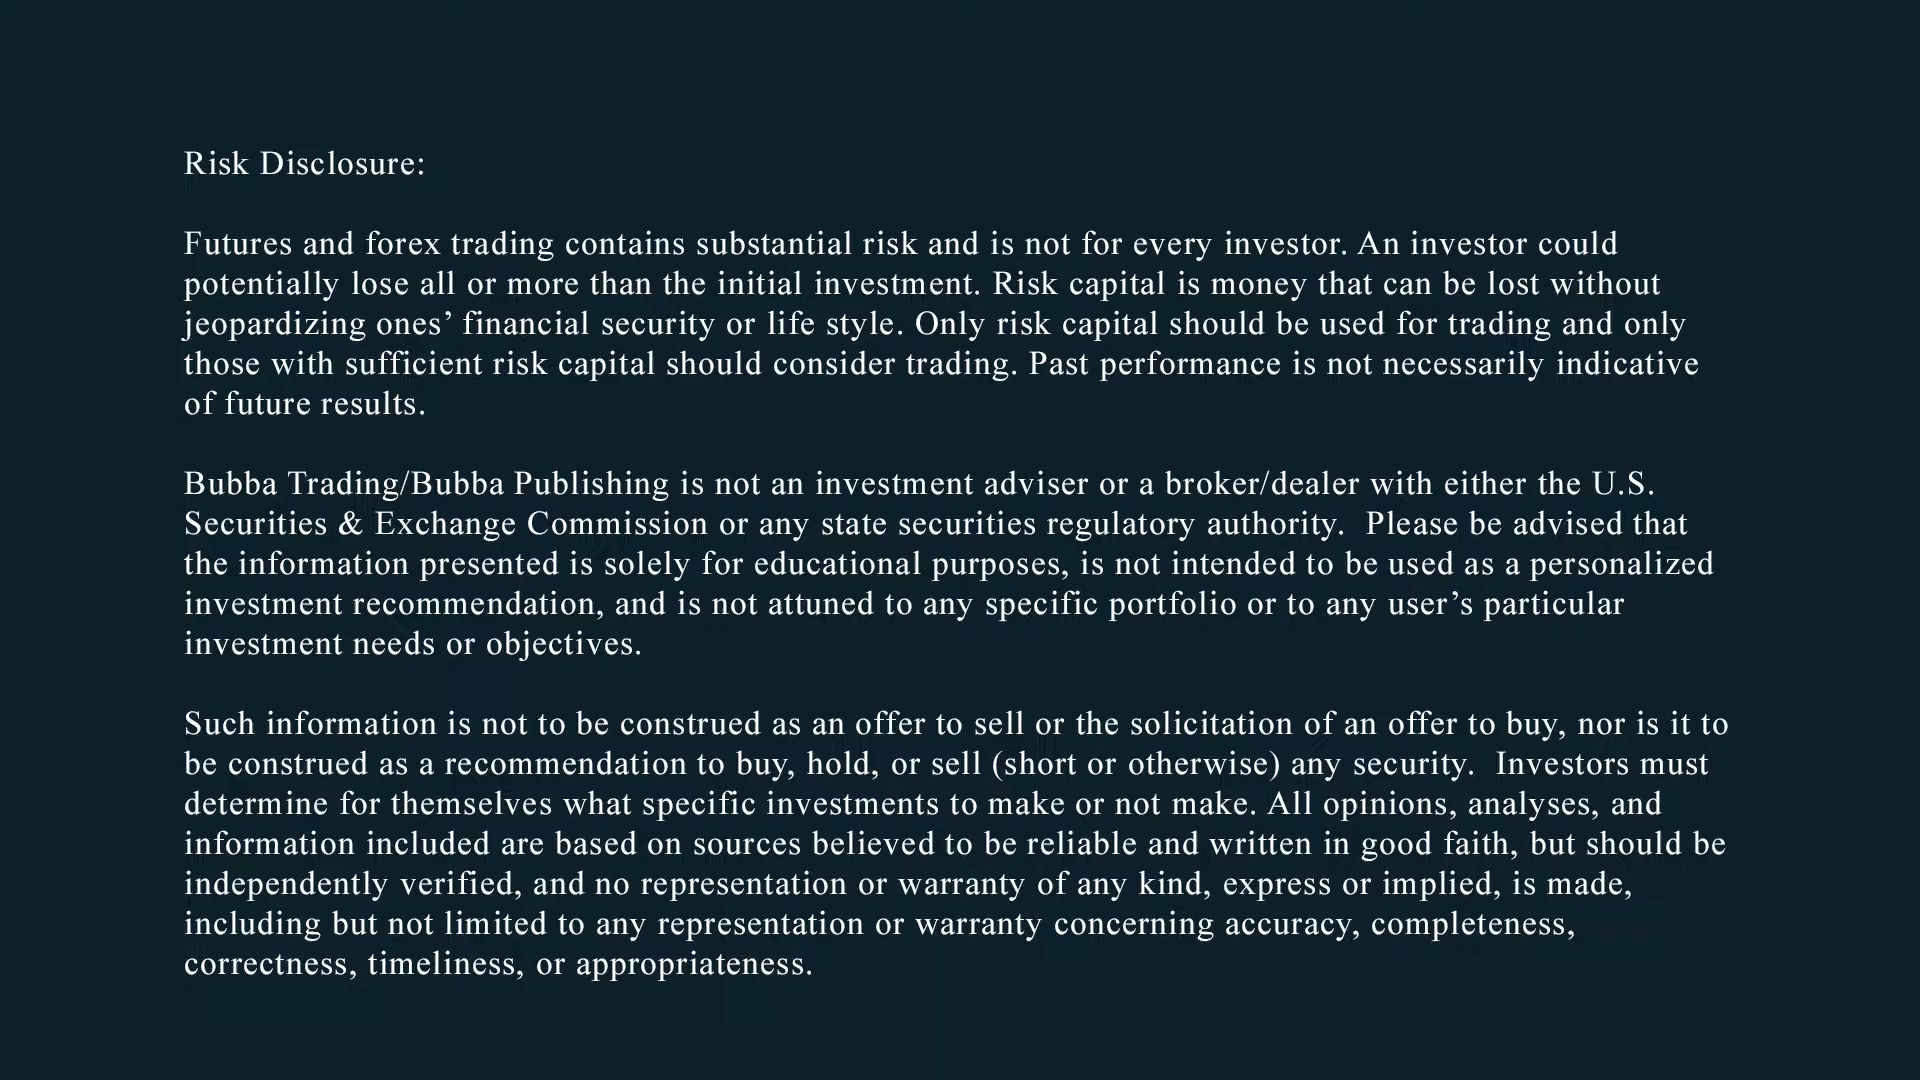 Risk Disclosure:
Futures and forex trading contains substantial risk and is not for every investor. An investor could
potentially lose all or more than the initial investment. Risk capital is money that can be lost without
jeopardizing ones’ financial security or life style. Only risk capital should be used for trading and only
those with sufficient risk capital should consider trading. Past performance is not necessarily indicative
of future results.
Bubba Trading/Bubba Publishing is not an investment adviser or a broker/dealer with either the U.S.
Securities & Exchange Commission or any state securities regulatory authority.  Please be advised that
the information presented is solely for educational purposes, is not intended to be used as a personalized
investment recommendation, and is not attuned to any specific portfolio or to any user’s particular
investment needs or objectives.
Such information is not to be construed as an offer to sell or the solicitation of an offer to buy, nor is it to
be construed as a recommendation to buy, hold, or sell (short or otherwise) any security.  Investors must
determine for themselves what specific investments to make or not make. All opinions, analyses, and
information included are based on sources believed to be reliable and written in good faith, but should be
independently verified, and no representation or warranty of any kind, express or implied, is made,
including but not limited to any representation or warranty concerning accuracy, completeness,
correctness, timeliness, or appropriateness.